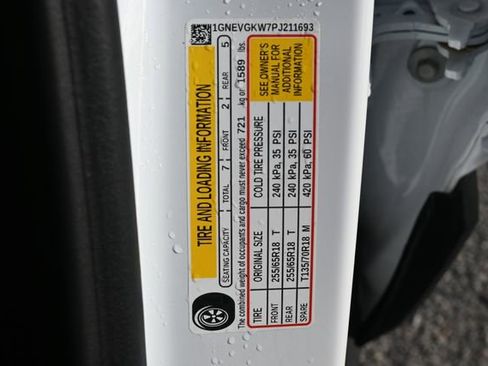 1GNEVGKW7PJ211693
TIRE AND LOADING INFORMATION
SEATING CAPACITY TOTAL 7 FRONT 2 REAR 5
The combined weight of occupants and cargo must never exceed 721 kg or 1589 lbs.
TIRE ORIGINAL SIZE COLD TIRE PRESSURE
FRONT 255/65R18 T 240 kPa, 35 PSI
REAR 255/65R18 T 240 kPa, 35 PSI
SPARE T135/70R18 M 420 kPa, 60 PSI
SEE OWNER'S
MANUAL FOR
ADDITIONAL
INFORMATION